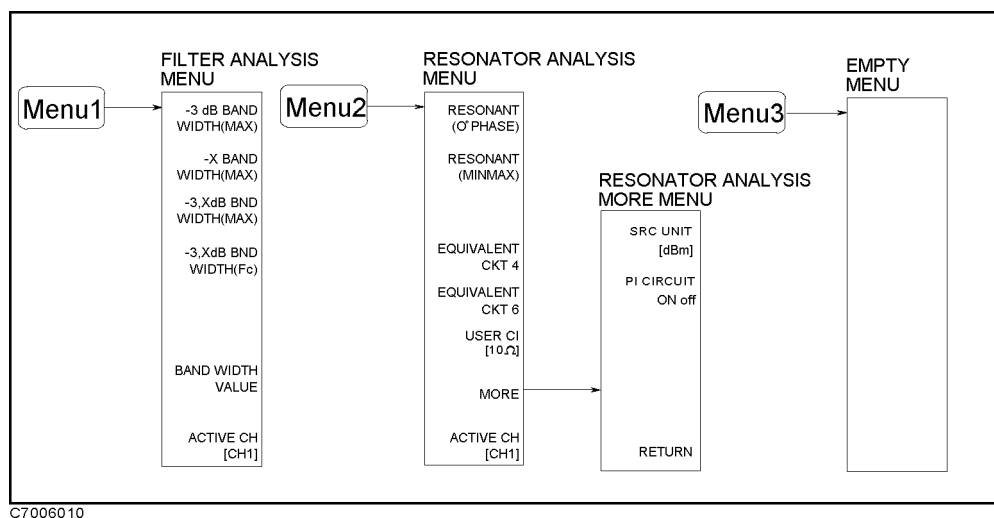 Menu1
FILTER ANALYSIS
MENU
-3 dB BAND
WIDTH(MAX)
-X BAND
WIDTH(MAX)
-3,XdB BND
WIDTH(MAX)
-3,XdB BND
WIDTH(Fc)
BAND WIDTH
VALUE
ACTIVE CH
[CH1]
Menu2
RESONATOR ANALYSIS
MENU
RESONANT
(O° PHASE)
RESONANT
(MINMAX)
EQUIVALENT
CKT 4
EQUIVALENT
CKT 6
USER CI
[10Ω]
MORE
ACTIVE CH
[CH1]
RESONATOR ANALYSIS
MORE MENU
SRC UNIT
[dBm]
PI CIRCUIT
ON off
RETURN
Menu3
EMPTY
MENU
C7006010